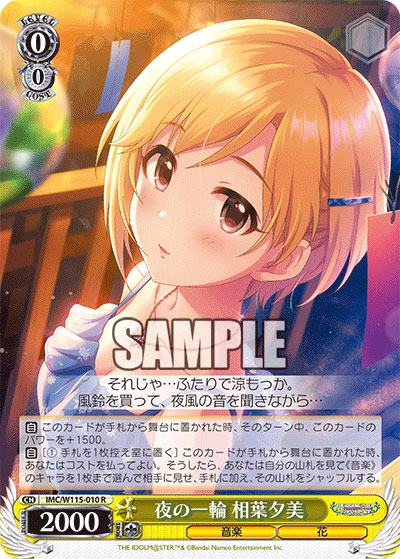 LEVEL
0
0
COST
SAMPLE
それじゃ…ふたりで涼もっか。
風鈴を買って、夜風の音を聞きながら…
自 このカードが手札から舞台に置かれた時、そのターン中、このカードの
パワーを+1500。
自 [① 手札を1枚控え室に置く] このカードが手札から舞台に置かれた時、
あなたはコストを払ってよい。そうしたら、あなたは自分の山札を見て《音楽》
のキャラを1枚まで選んで相手に見せ、手札に加え、その山札をシャッフルする。
CH IMC/W115-010 R
2000
夜の一輪 相葉夕美
音楽 花
THE IDOLM@STER™& ©Bandai Namco Entertainment Inc.